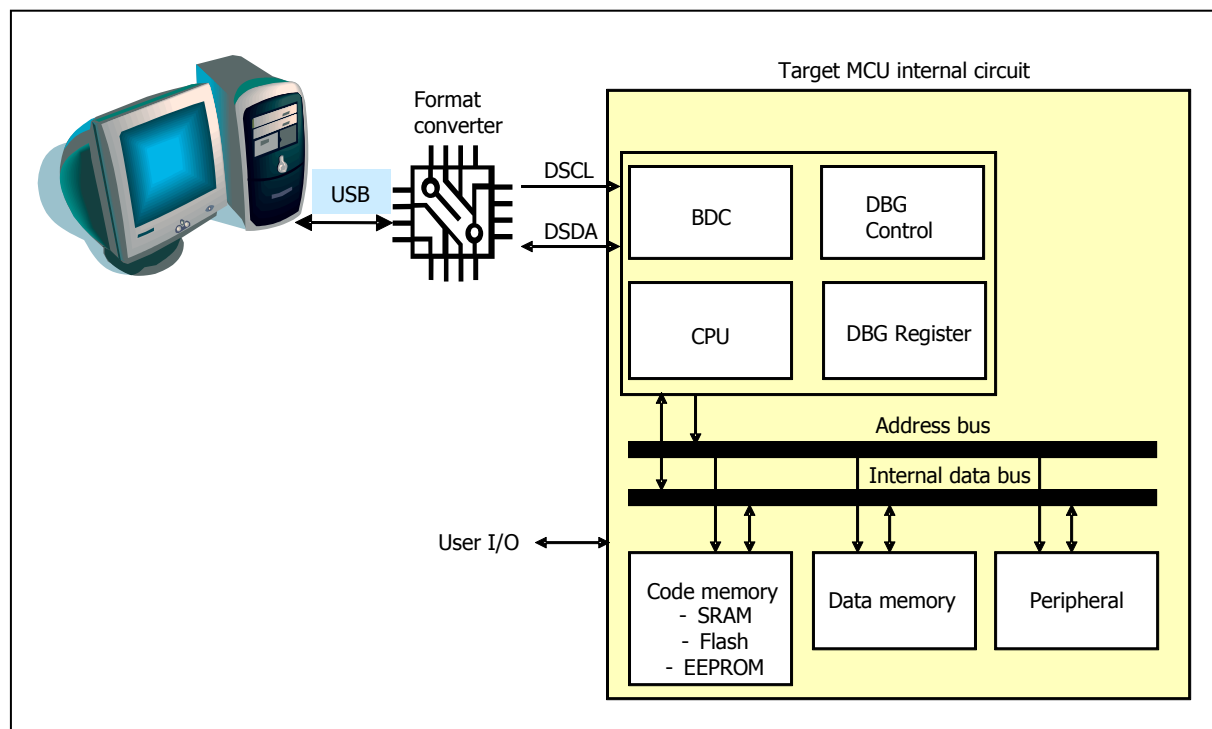 Target MCU internal circuit
Format
converter
USB
DSCL
DSDA
BDC
DBG
Control
CPU
DBG Register
Address bus
Internal data bus
User I/O
Code memory
- SRAM
- Flash
- EEPROM
Data memory
Peripheral